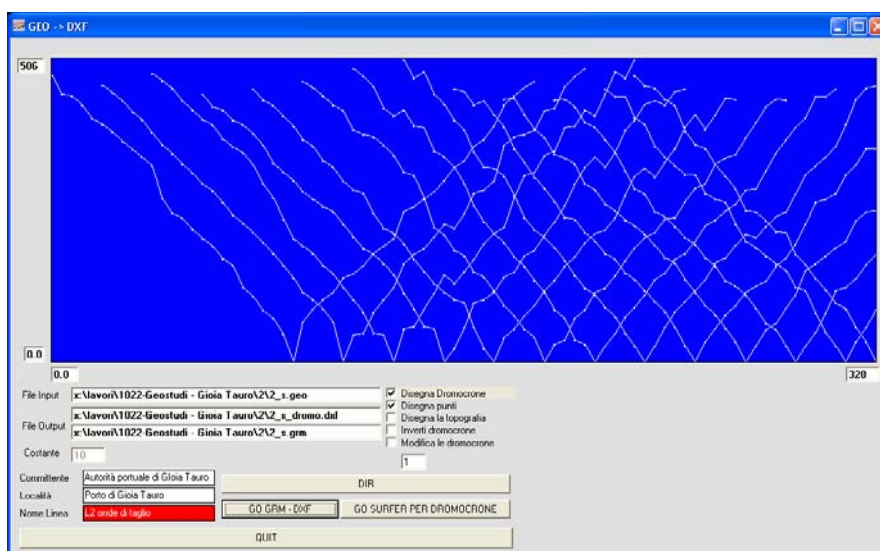 GEO -> DXF
506
0.0
0.0
320
File Input
x:\lavori\1022-Geostudi - Gioia Tauro\2\2_s.geo
File Output
x:\lavori\1022-Geostudi - Gioia Tauro\2\2_s_dromo.dxf
x:\lavori\1022-Geostudi - Gioia Tauro\2\2_s.grm
Costante
10
Disegna Dromocrone
Disegna punti
Disegna la topografia
Inverti dromocrone
Modifica le dromocrone
1
Committente
Autorità portuale di GIoia Tauro
Località
Porto di Gioia Tauro
Nome Linea
L2 onde di taglio
DIR
GO GRM - DXF
GO SURFER PER DROMOCRONE
QUIT